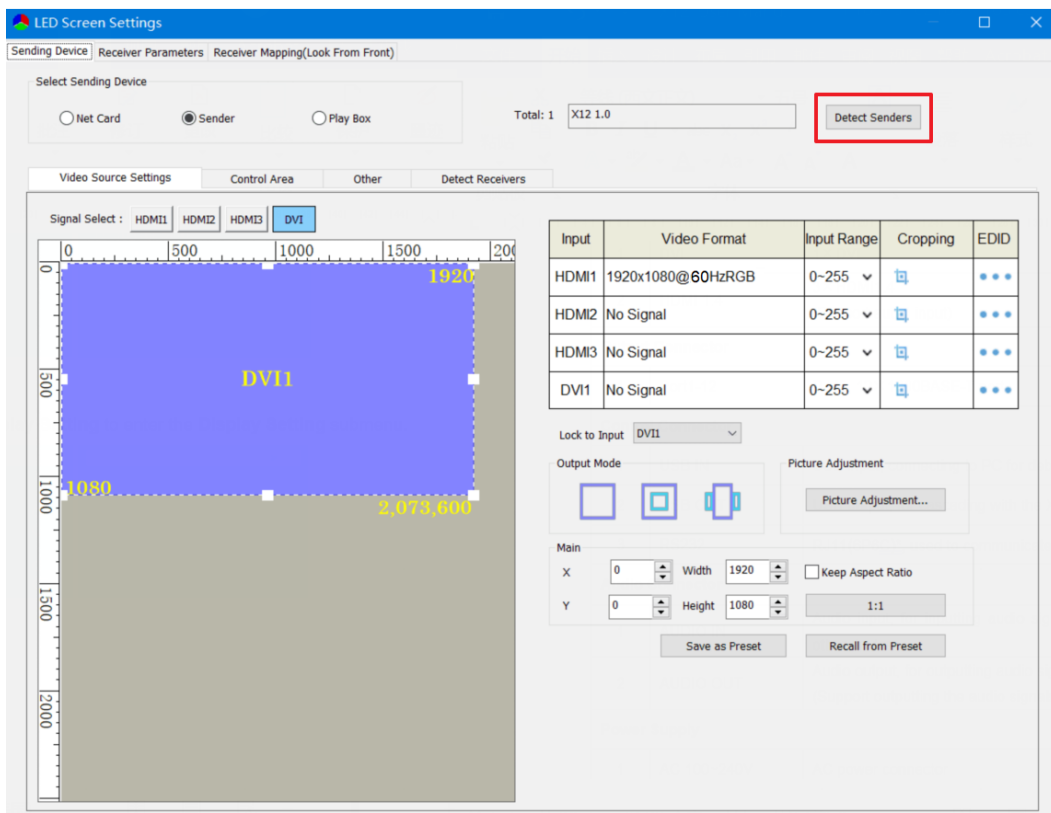 LED Screen Settings
Sending Device Receiver Parameters Receiver Mapping(Look From Front)
Select Sending Device
Net Card Sender Play Box
Total: 1 X12 1.0 Detect Senders
Video Source Settings Control Area Other Detect Receivers
Signal Select : HDMI1 HDMI2 HDMI3 DVI
0 500 1000 1500 200
0
500
1000
1500
2000
1920
DVI1
1080
2,073,600
Input Video Format Input Range Cropping EDID
HDMI1 1920x1080@60HzRGB 0~255
HDMI2 No Signal 0~255
HDMI3 No Signal 0~255
DVI1 No Signal 0~255
Lock to Input DVI1
Output Mode Picture Adjustment
Picture Adjustment...
Main
X 0 Width 1920 Keep Aspect Ratio
Y 0 Height 1080 1:1
Save as Preset Recall from Preset